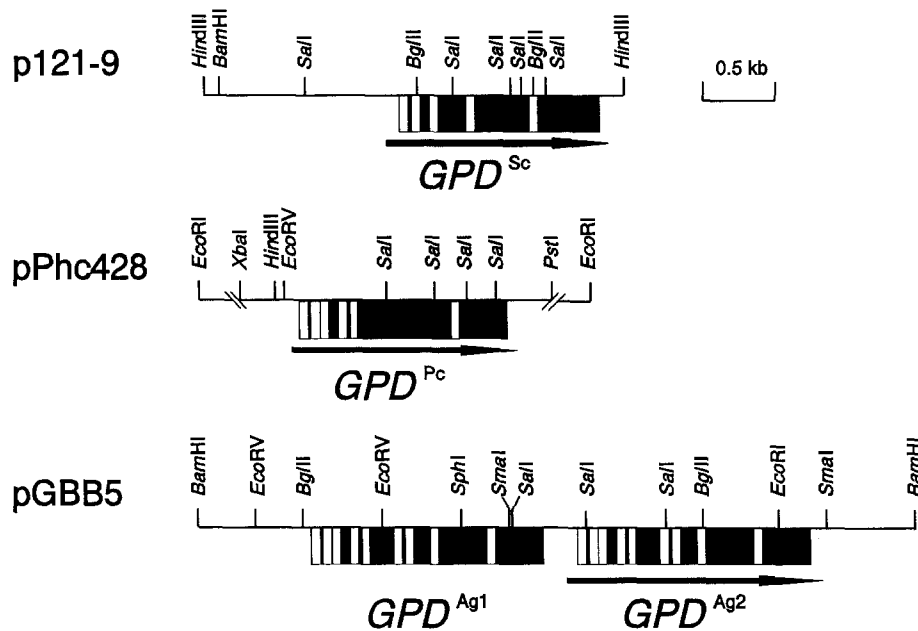 HindIII BamHI SalI BglII SalI SalI SalI BglII SalI HindIII
p121-9
0.5 kb
GPD Sc
EcoRI XbaI HindIII EcoRV SalI SalI SalI SalI PstI EcoRI
pPhc428
GPD Pc
BamHI EcoRV BglII EcoRV SphI SmaI SalI SalI SalI BglII EcoRI SmaI BamHI
pGBB5
GPD Ag1 GPD Ag2